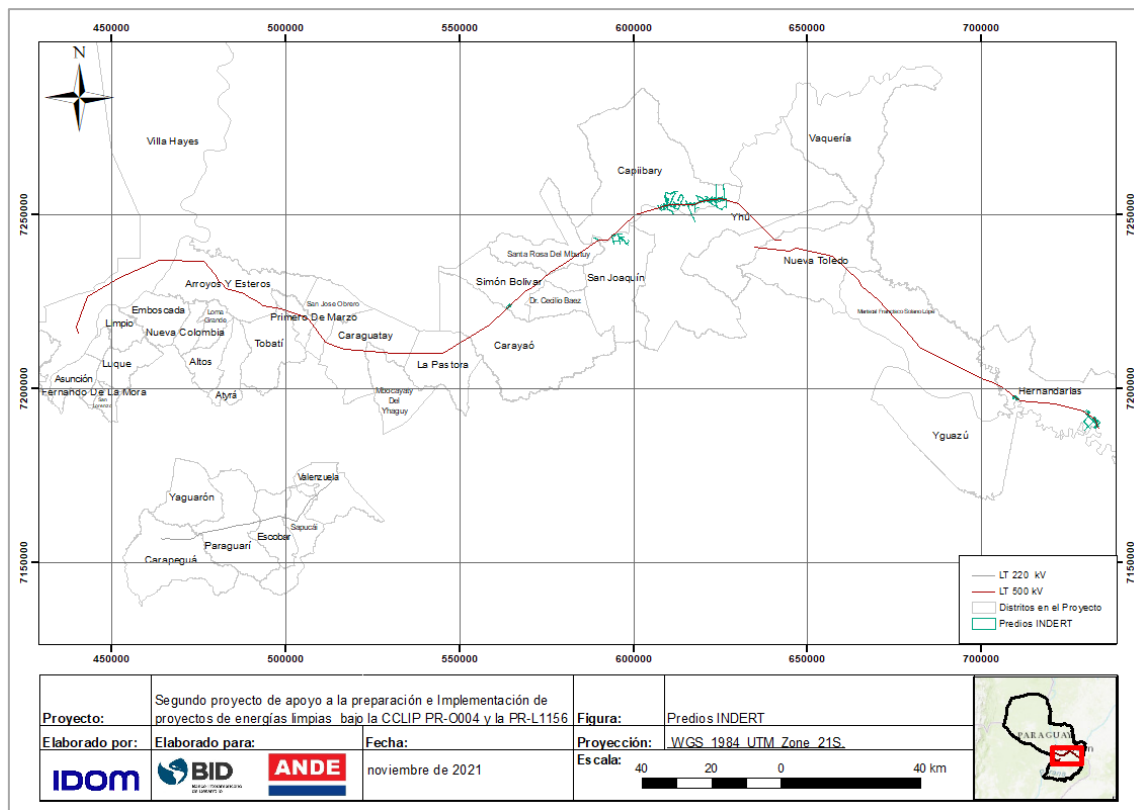 450000 500000 550000 600000 650000 700000
N
Villa Hayes
Vaquería
Capiibary
7250000 7250000
Yhú
Santa Rosa Del Mbutuy
Nueva Toledo
Arroyos Y Esteros
Simón Bolivar
San Joaquín
San Jose Obrero
Dr. Cecilio Baez
Emboscada
Loma
Grande
Primero De Marzo
Limpio
Nueva Colombia
Tobatí
Caraguatay
Carayaó
La Pastora
Luque
Altos
Asunción
Fernando De La Mora
San
Lorenzo
Atyrá
Mbocayaty
Del
Yhaguy
Hernandarias
7200000 7200000
Yguazú
Valenzuela
Yaguarón
Sapucái
Escobar
Paraguarí
Carapeguá
7150000 7150000
LT 220 kV
LT 500 kV
Distritos en el Proyecto
Predios INDERT
450000 500000 550000 600000 650000 700000
Proyecto:
Segundo proyecto de apoyo a la preparación e Implementación de
proyectos de energías limpias bajo la CCLIP PR-O004 y la PR-L1156
Figura:
Predios INDERT
Elaborado por:
Elaborado para:
Fecha:
Proyección:
WGS 1984 UTM Zone 21S.
IDOM
BID
ANDE
noviembre de 2021
Escala:
40 20 0 40 km
PARAGUAY